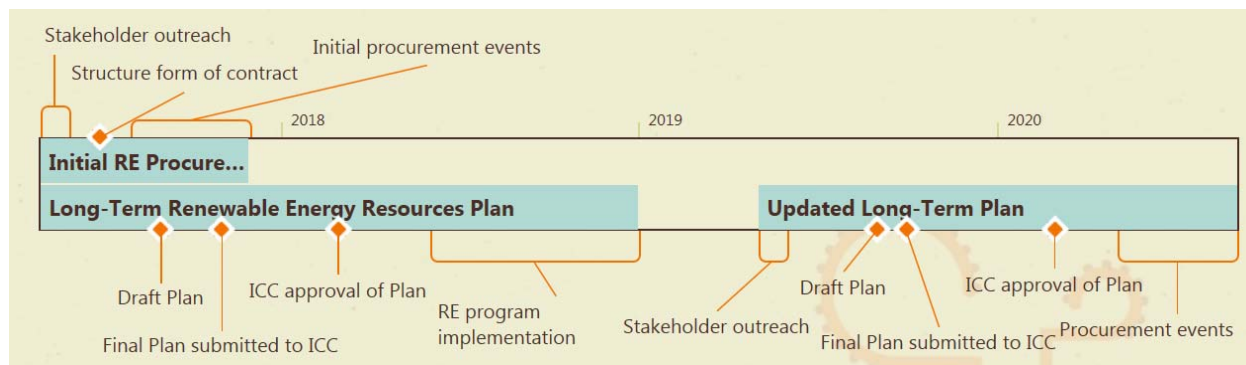 Stakeholder outreach
Initial procurement events
Structure form of contract
2018
2019
2020
Initial RE Procure...
Long-Term Renewable Energy Resources Plan
Updated Long-Term Plan
Draft Plan
Final Plan submitted to ICC
ICC approval of Plan
RE program
implementation
Stakeholder outreach
Draft Plan
Final Plan submitted to ICC
ICC approval of Plan
Procurement events